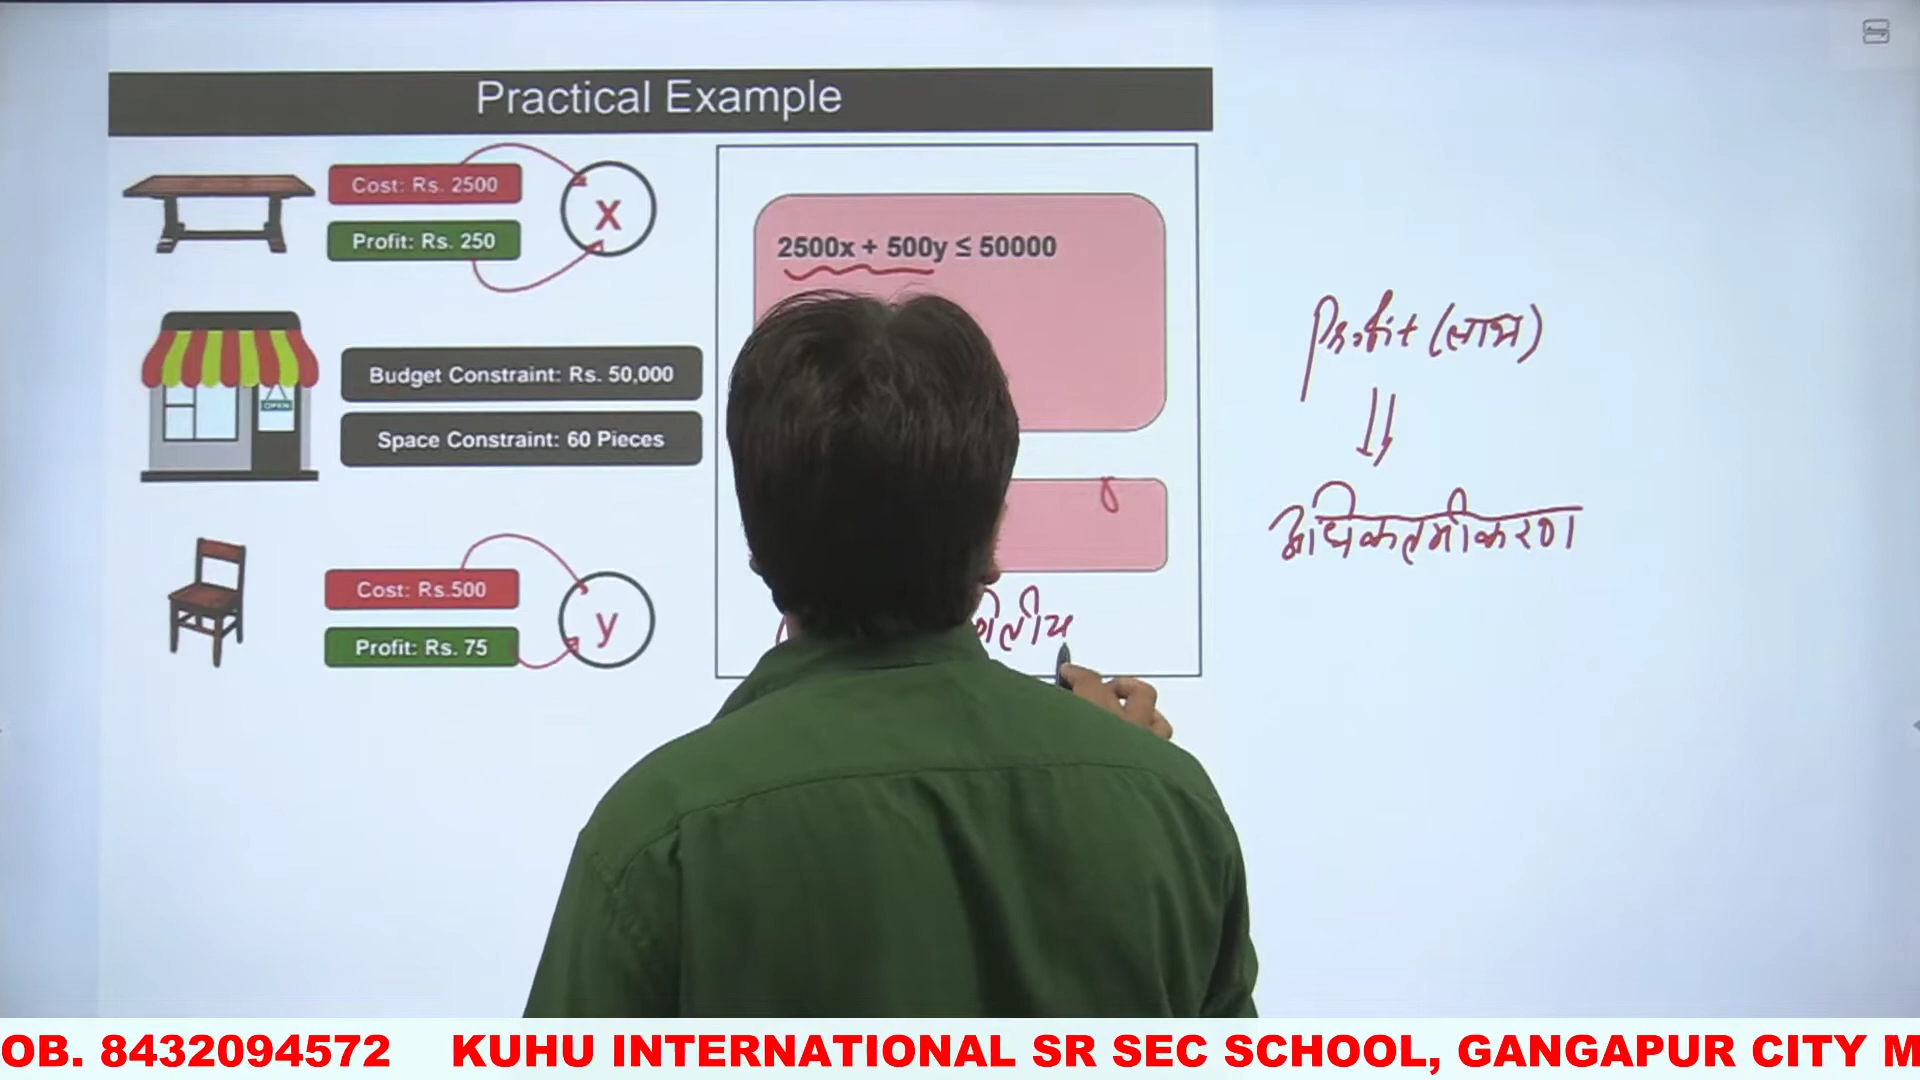 Practical Example
Cost: Rs. 2500
x
Profit: Rs. 250
2500x + 500y ≤ 50000
Budget Constraint: Rs. 50,000
OPEN
Space Constraint: 60 Pieces
Cost: Rs.500
y
Profit: Rs. 75
Profit (लाभ)
अधिकतमीकरण
OB. 8432094572 KUHU INTERNATIONAL SR SEC SCHOOL, GANGAPUR CITY M